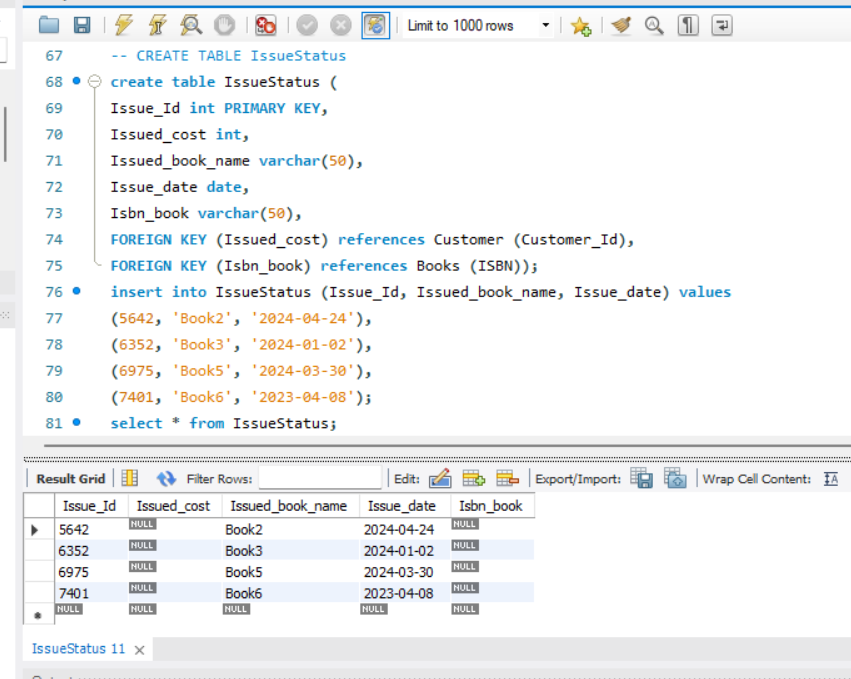 Limit to 1000 rows
67 -- CREATE TABLE IssueStatus
68 create table IssueStatus (
69 Issue_Id int PRIMARY KEY,
70 Issued_cost int,
71 Issued_book_name varchar(50),
72 Issue_date date,
73 Isbn_book varchar(50),
74 FOREIGN KEY (Issued_cost) references Customer (Customer_Id),
75 FOREIGN KEY (Isbn_book) references Books (ISBN));
76 insert into IssueStatus (Issue_Id, Issued_book_name, Issue_date) values
77 (5642, 'Book2', '2024-04-24'),
78 (6352, 'Book3', '2024-01-02'),
79 (6975, 'Book5', '2024-03-30'),
80 (7401, 'Book6', '2023-04-08');
81 select * from IssueStatus;
Result Grid Filter Rows: Edit: Export/Import: Wrap Cell Content: IA
Issue_Id Issued_cost Issued_book_name Issue_date Isbn_book
5642 NULL Book2 2024-04-24 NULL
6352 NULL Book3 2024-01-02 NULL
6975 NULL Book5 2024-03-30 NULL
7401 NULL Book6 2023-04-08 NULL
NULL NULL NULL NULL NULL
IssueStatus 11